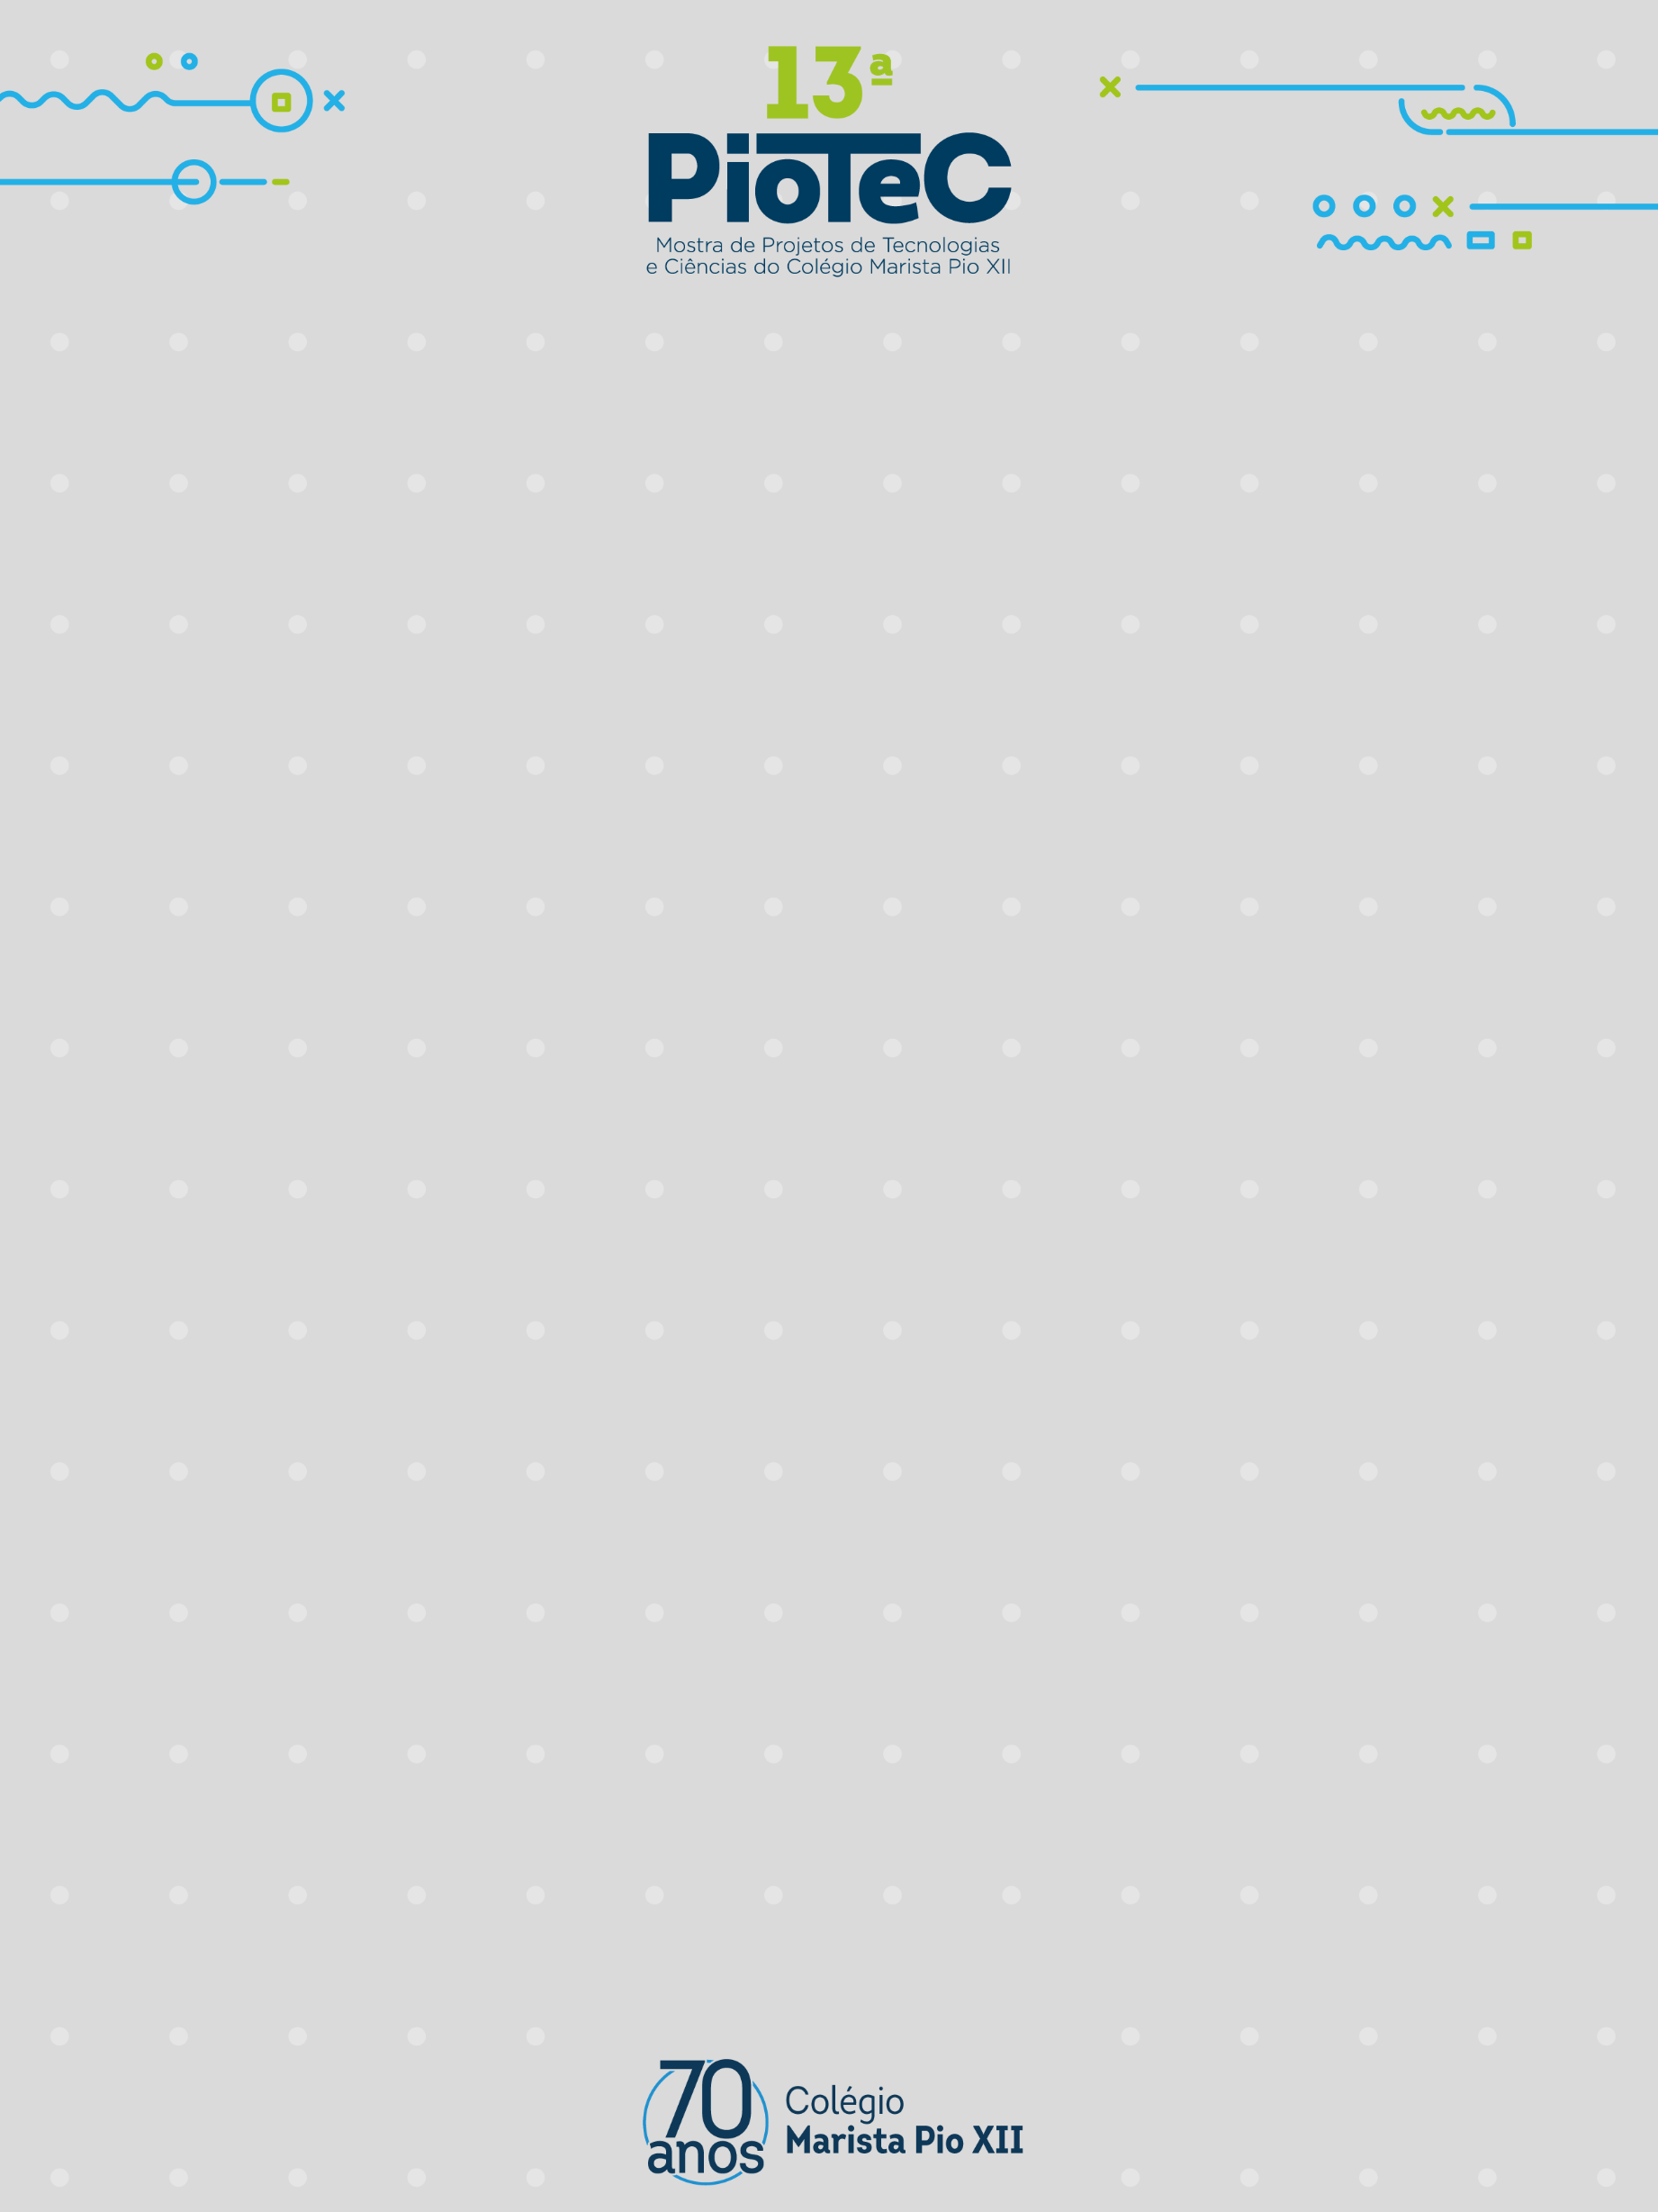 13ª
PioTeC
Mostra de Projetos de Tecnologias
e Ciências do Colégio Marista Pio XII
70
anos
Colégio
Marista Pio XII